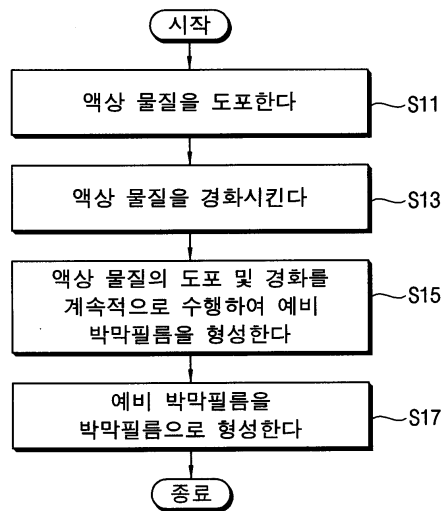 시작
액상 물질을 도포한다
S11
액상 물질을 경화시킨다
S13
액상 물질의 도포 및 경화를
계속적으로 수행하여 예비
박막필름을 형성한다
S15
예비 박막필름을
박막필름으로 형성한다
S17
종료